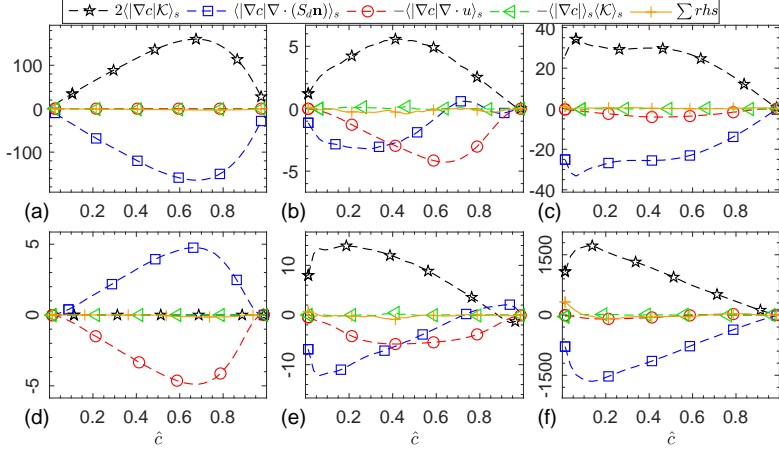 2⟨|∇c|𝒦⟩ₛ ⟨|∇c|∇ · (S_d n)⟩ₛ −⟨|∇c|∇ · u⟩ₛ −⟨|∇c|⟩ₛ⟨𝒦⟩ₛ ∑ rhs
100
0
-100
(a)
0.2 0.4 0.6 0.8
5
0
-5
(b)
0.2 0.4 0.6 0.8
40
20
0
-20
-40
(c)
0.2 0.4 0.6 0.8
5
0
-5
(d)
0.2 0.4 0.6 0.8
ĉ
10
0
-10
(e)
0.2 0.4 0.6 0.8
ĉ
1500
0
-1500
(f)
0.2 0.4 0.6 0.8
ĉ